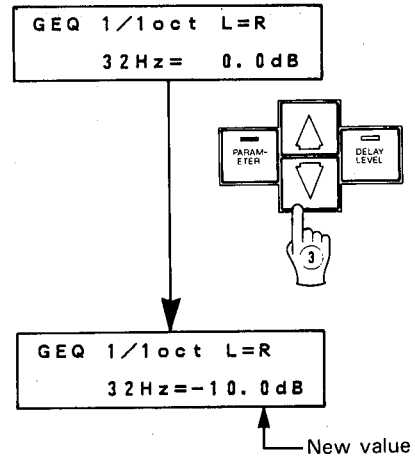 GEQ 1/1oct L=R
32Hz= 0.0dB
PARAM-
ETER
DELAY
LEVEL
3
GEQ 1/1oct L=R
32Hz=-10.0dB
New value